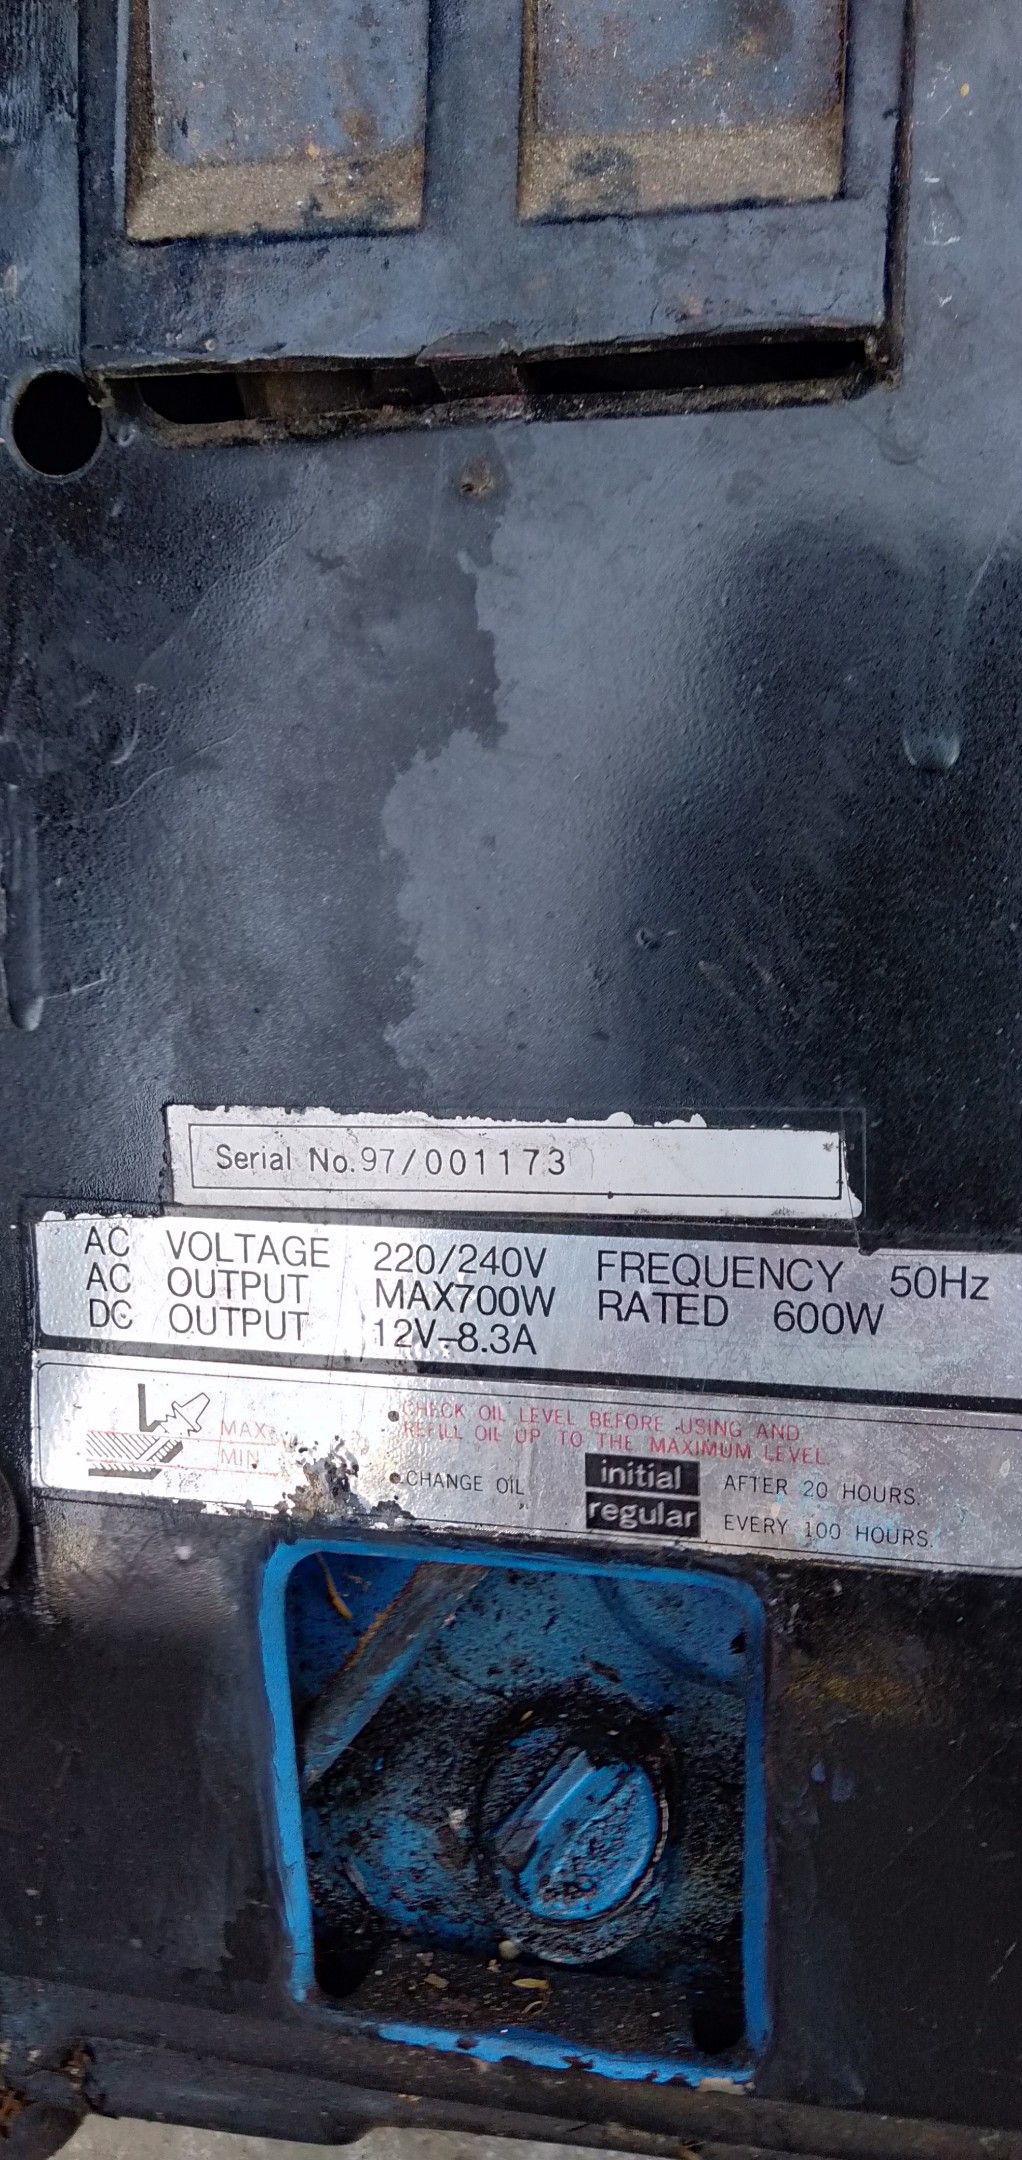 Serial No. 97/001173
AC VOLTAGE 220/240V FREQUENCY 50Hz
AC OUTPUT MAX700W RATED 600W
DC OUTPUT 12V-8.3A
MAX
MIN
•CHECK OIL LEVEL BEFORE USING AND
REFILL OIL UP TO THE MAXIMUM LEVEL.
•CHANGE OIL initial AFTER 20 HOURS.
regular EVERY 100 HOURS.